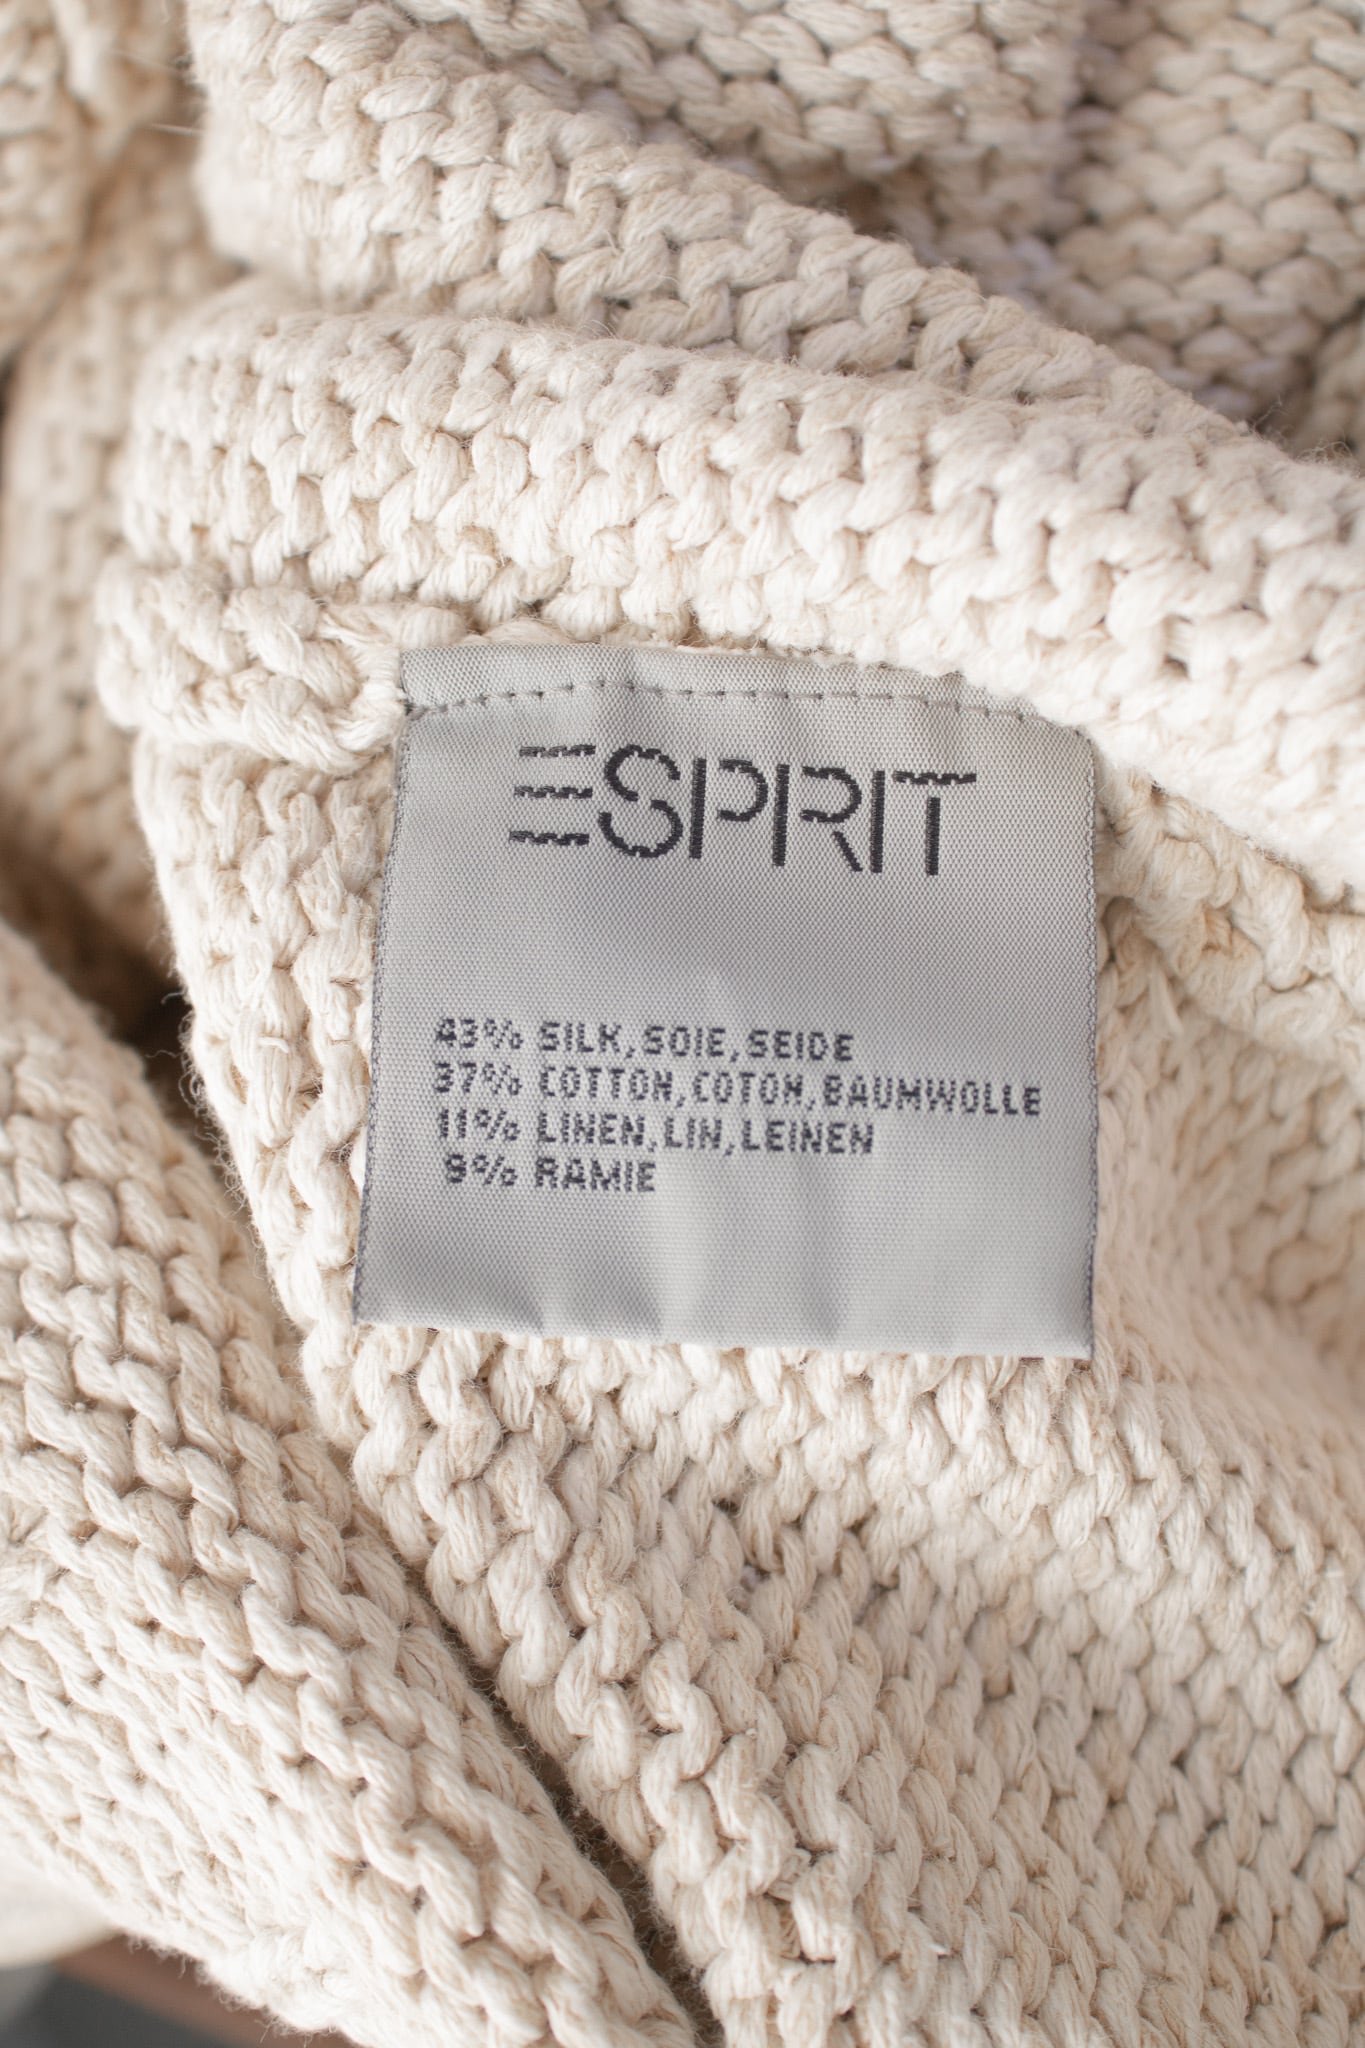 ESPRIT
43% SILK, SOIE, SEIDE
37% COTTON, COTON, BAUMWOLLE
11% LINEN, LIN, LEINEN
9% RAMIE